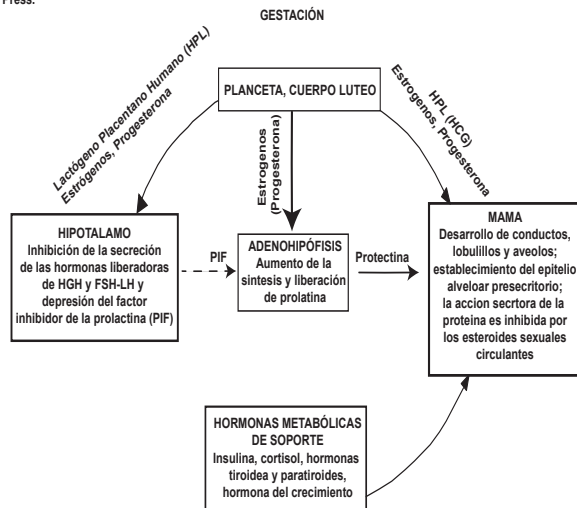 Press.
GESTACIÓN
PLANCETA, CUERPO LUTEO
Lactógeno Placentano Humano (HPL)
Estrógenos, Progesterona
Estrogenos
(Progesterona)
HPL (HCG)
Estrogenos, Progesterona
HIPOTALAMO
Inhibición de la secreción
de las hormonas liberadoras
de HGH y FSH-LH y
depresión del factor
inhibidor de la prolactina (PIF)
PIF
ADENOHIPÓFISIS
Aumento de la
sintesis y liberación
de prolatina
Protectina
MAMA
Desarrollo de conductos,
lobulillos y aveolos;
establecimiento del epitelio
alveolar presecritorio;
la accion secrtora de la
proteina es inhibida por
los esteroides sexuales
circulantes
HORMONAS METABÓLICAS
DE SOPORTE
Insulina, cortisol, hormonas
tiroidea y paratiroides,
hormona del crecimiento